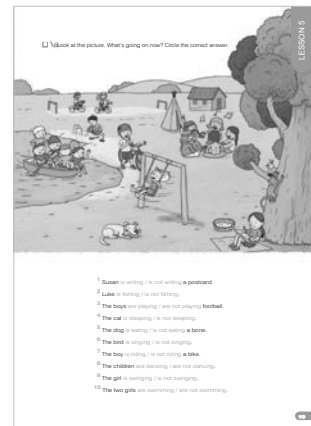 LESSON 5
Look at the picture. What's going on now? Circle the correct answer.
1 Susan is writing / is not writing a postcard.
2 Luke is fishing / is not fishing.
3 The boys are playing / are not playing football.
4 The cat is sleeping / is not sleeping.
5 The dog is eating / is not eating a bone.
6 The bird is singing / is not singing.
7 The boy is riding / is not riding a bike.
8 The children are dancing / are not dancing.
9 The girl is swinging / is not swinging.
10 The two girls are swimming / are not swimming.